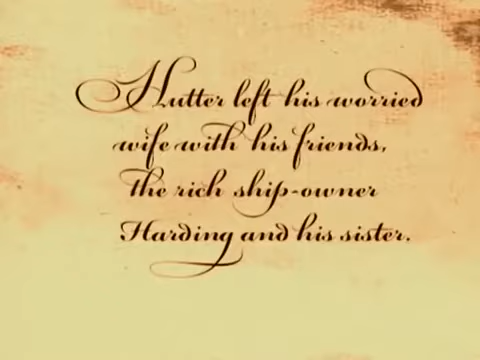 Hutter left his worried
wife with his friends,
the rich ship-owner
Harding and his sister.